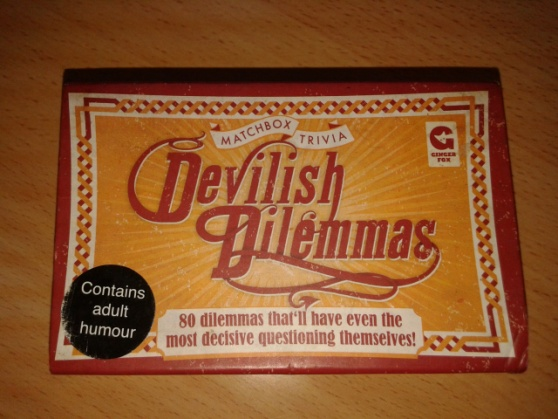 MATCHBOX TRIVIA
GINGER
FOX
Devilish
Dilemmas
Contains
adult
humour
80 dilemmas that'll have even the
most decisive questioning themselves!